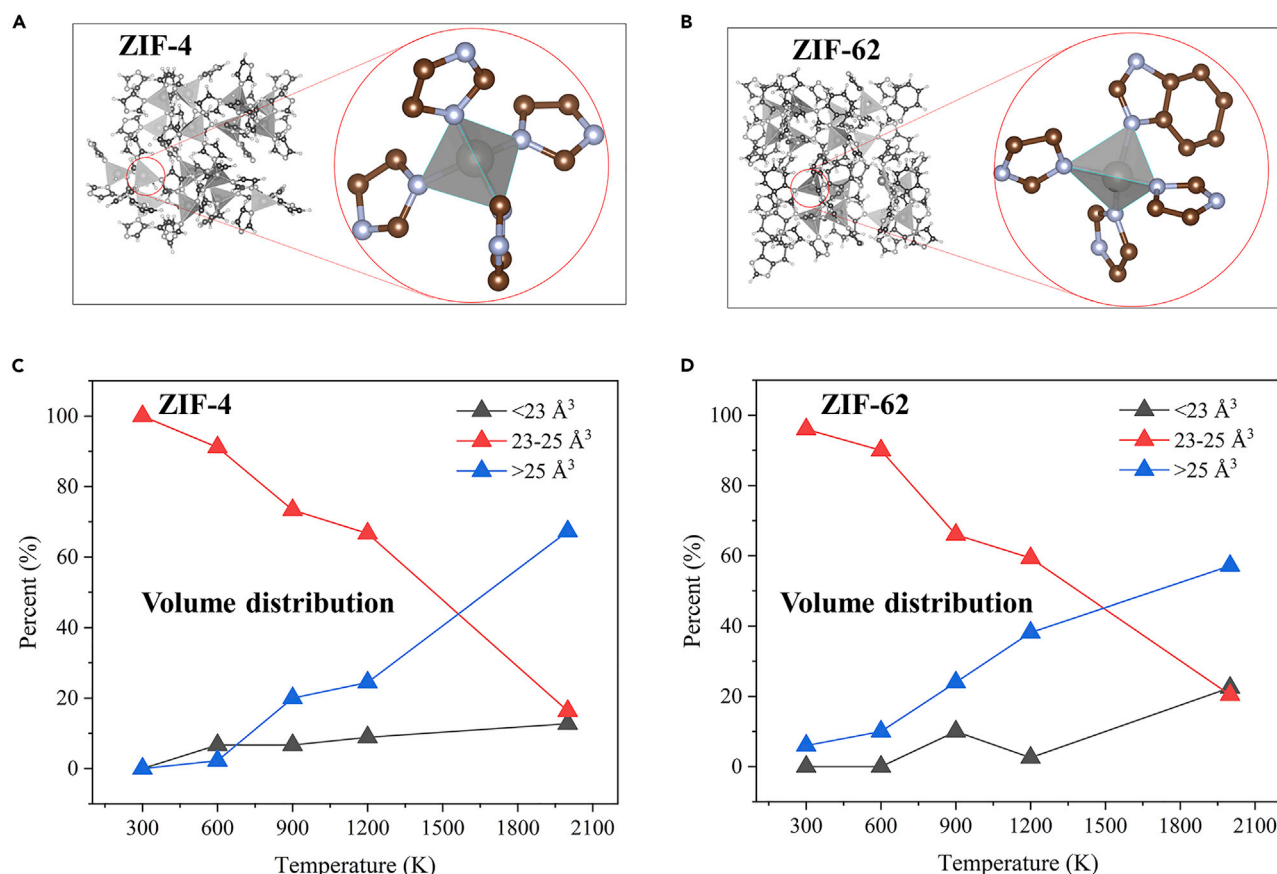 A
ZIF-4
B
ZIF-62
C
ZIF-4
<23 Å³
23-25 Å³
>25 Å³
Volume distribution
Percent (%)
100
80
60
40
20
0
300 600 900 1200 1500 1800 2100
Temperature (K)
D
ZIF-62
<23 Å³
23-25 Å³
>25 Å³
Volume distribution
Percent (%)
100
80
60
40
20
0
300 600 900 1200 1500 1800 2100
Temperature (K)